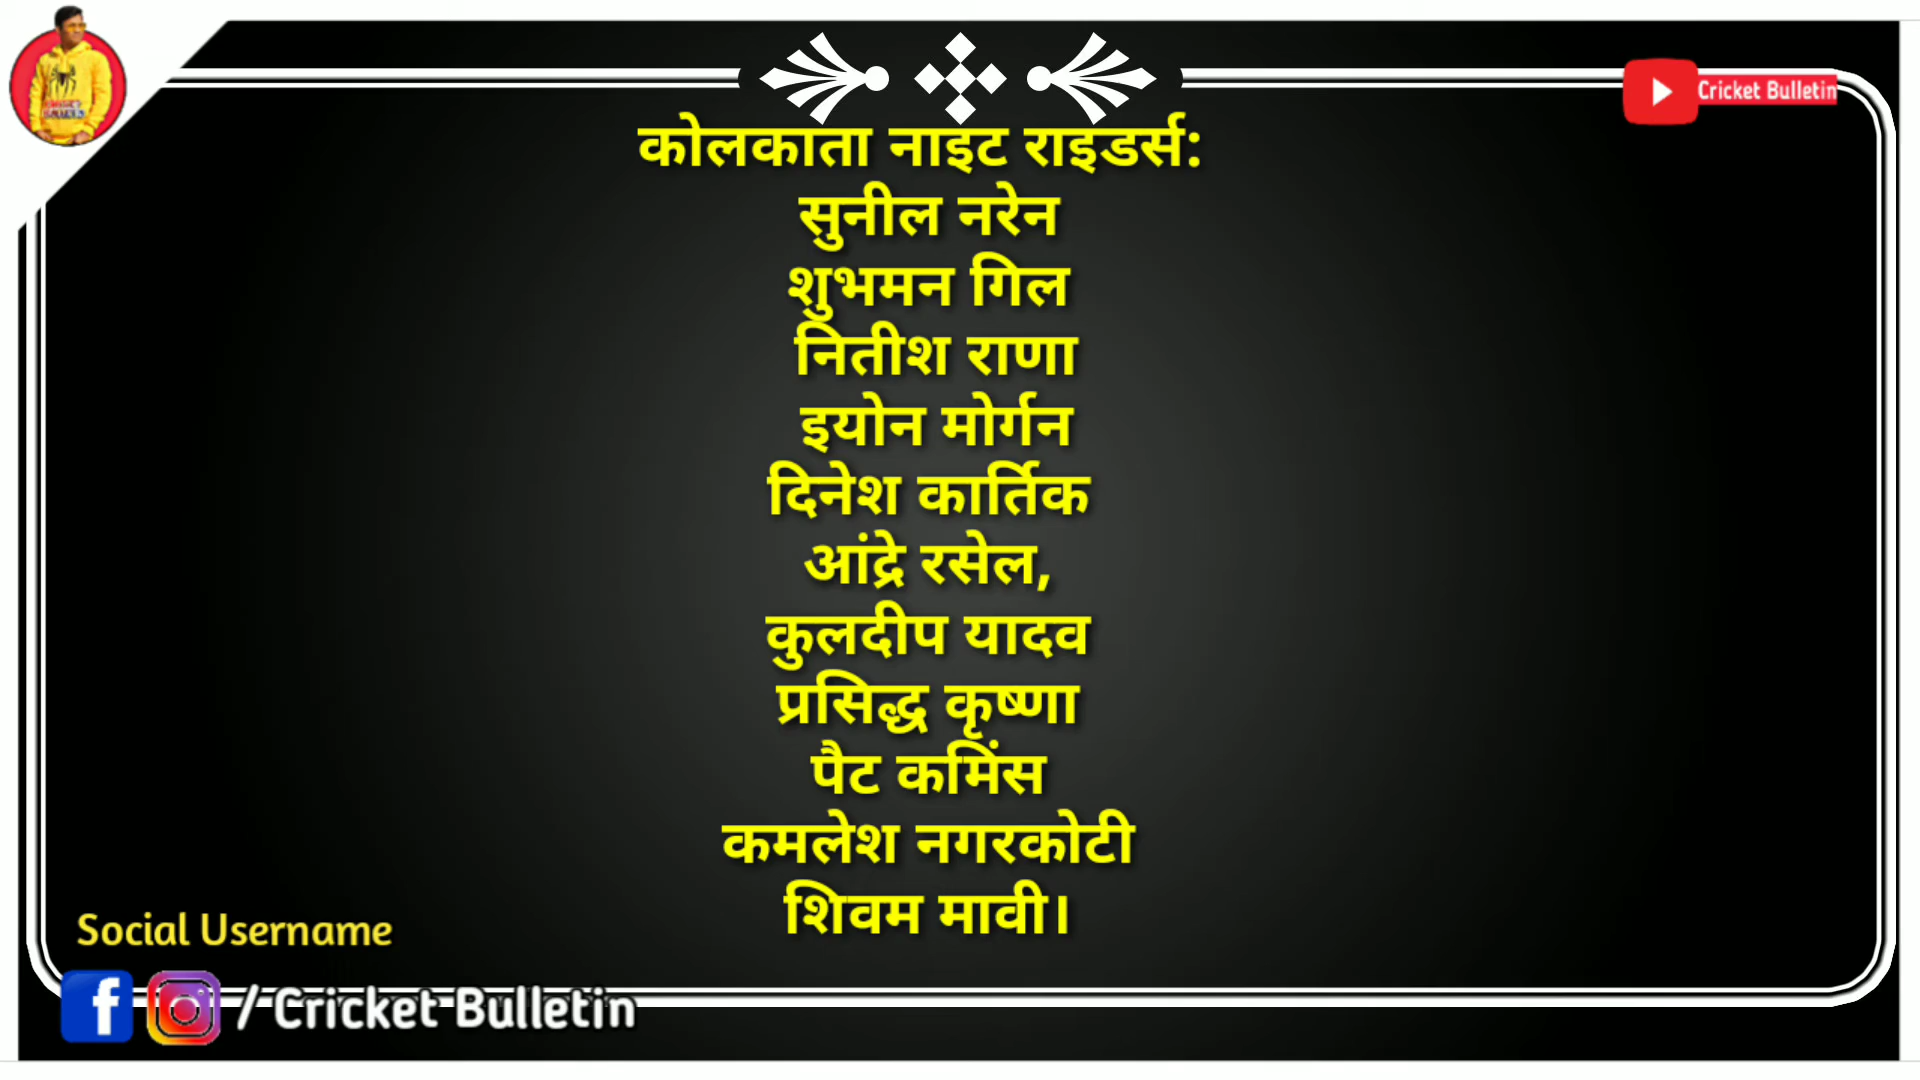 Cricket Bulletin
कोलकाता नाइट राइडर्स:
सुनील नरेन
शुभमन गिल
नितीश राणा
इयोन मोर्गन
दिनेश कार्तिक
आंद्रे रसेल,
कुलदीप यादव
प्रसिद्ध कृष्णा
पैट कमिंस
कमलेश नगरकोटी
शिवम मावी।
Social Username
/ Cricket Bulletin